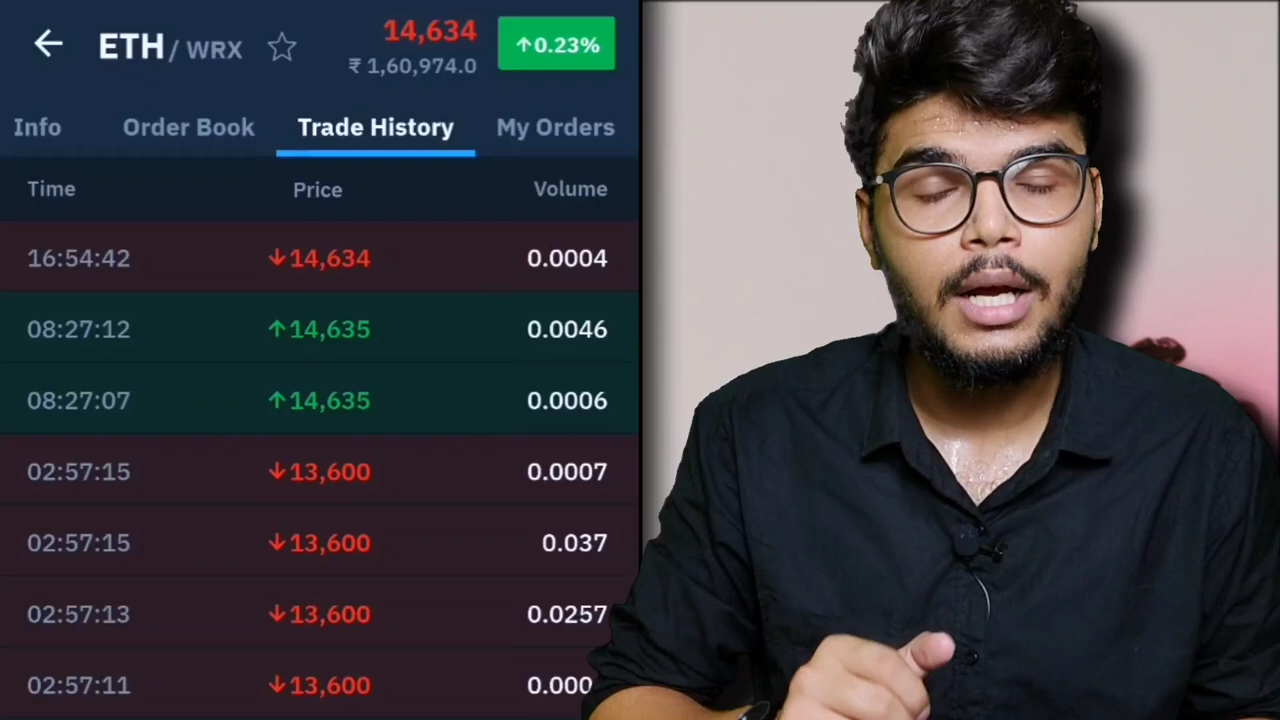 ETH / WRX 14,634 ↑0.23%
₹ 1,60,974.0
Info Order Book Trade History My Orders
Time Price Volume
16:54:42 ↓14,634 0.0004
08:27:12 ↑14,635 0.0046
08:27:07 ↑14,635 0.0006
02:57:15 ↓13,600 0.0007
02:57:15 ↓13,600 0.037
02:57:13 ↓13,600 0.0257
02:57:11 ↓13,600